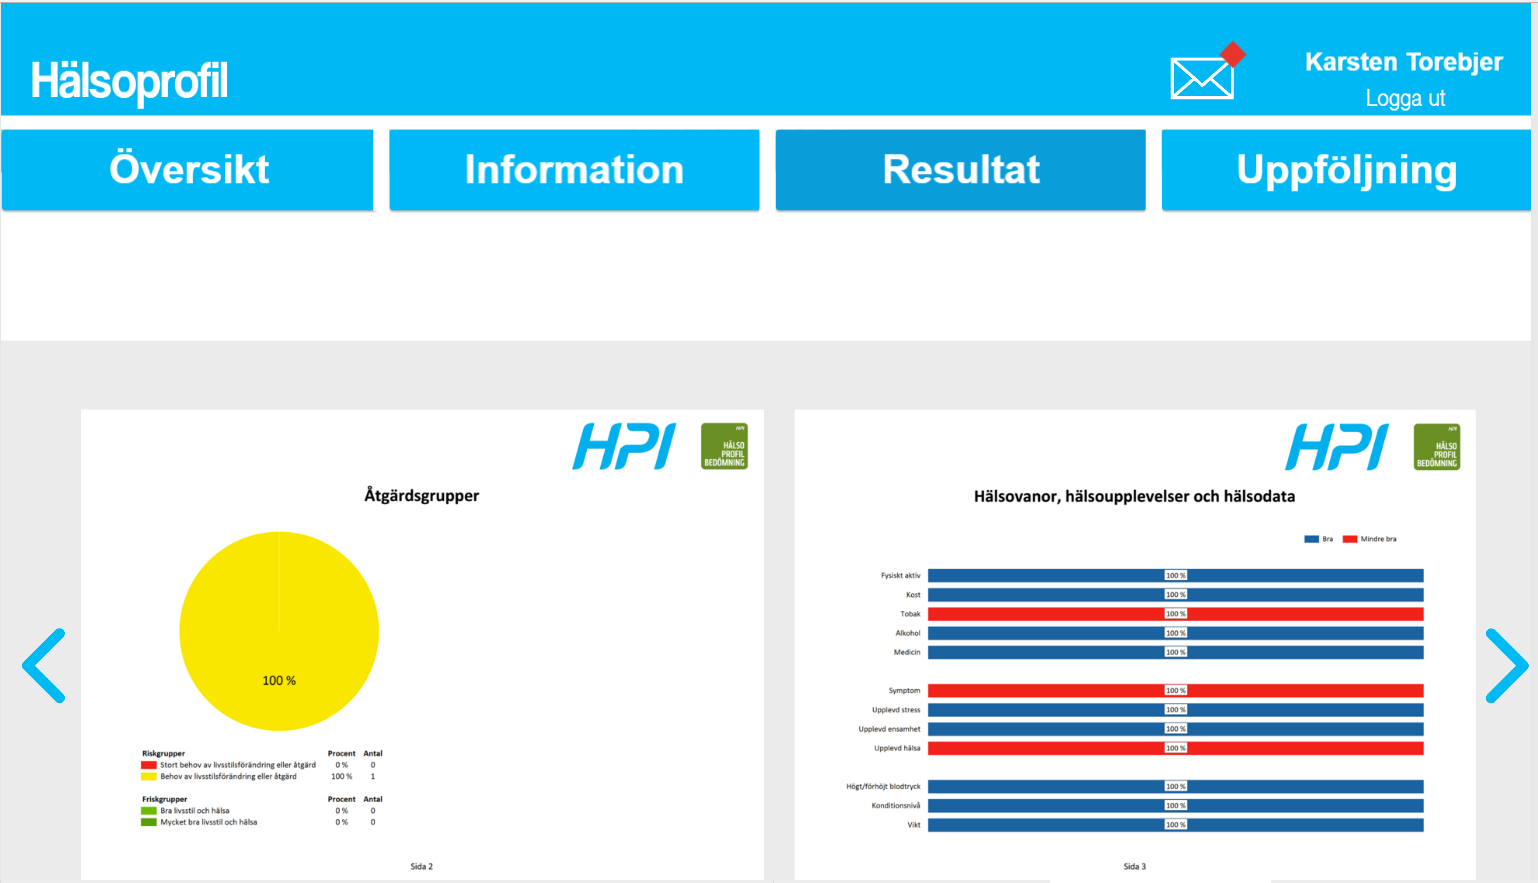 Hälsoprofil
Karsten Torebjer
Logga ut
Översikt
Information
Resultat
Uppföljning
HPI
HPI
HÄLSO
PROFIL
BEDÖMNING
Åtgärdsgrupper
100 %
Riskgrupper Procent Antal
Stort behov av livsstilsförändring eller åtgärd 0 % 0
Behov av livsstilsförändring eller åtgärd 100 % 1
Friskgrupper Procent Antal
Bra livsstil och hälsa 0 % 0
Mycket bra livsstil och hälsa 0 % 0
Sida 2
HPI
HPI
HÄLSO
PROFIL
BEDÖMNING
Hälsovanor, hälsoupplevelser och hälsodata
Bra Mindre bra
Fysiskt aktiv 100 %
Kost 100 %
Tobak 100 %
Alkohol 100 %
Medicin 100 %
Symptom 100 %
Upplevd stress 100 %
Upplevd ensamhet 100 %
Upplevd hälsa 100 %
Högt/förhöjt blodtryck 100 %
Konditionsnivå 100 %
Vikt 100 %
Sida 3